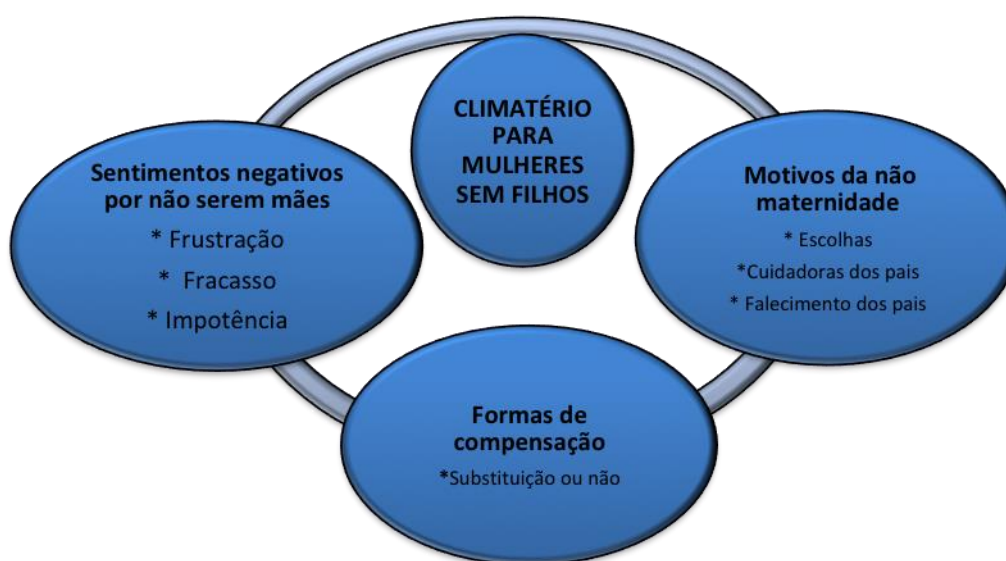 CLIMATÉRIO
PARA
MULHERES
SEM FILHOS
Sentimentos negativos
por não serem mães
* Frustração
* Fracasso
* Impotência
Motivos da não
maternidade
* Escolhas
*Cuidadoras dos pais
* Falecimento dos pais
Formas de
compensação
*Substituição ou não